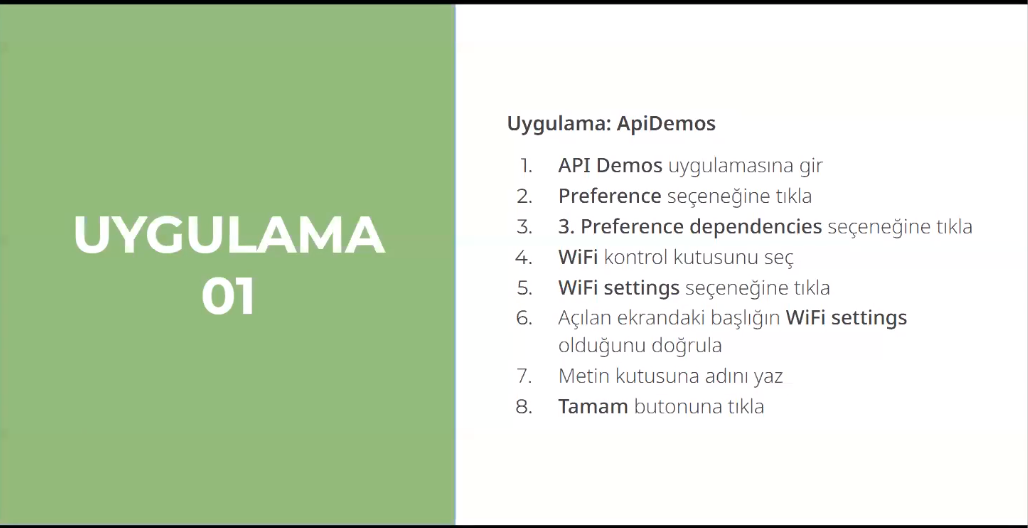 UYGULAMA
01
Uygulama: ApiDemos
1. API Demos uygulamasına gir
2. Preference seçeneğine tıkla
3. 3. Preference dependencies seçeneğine tıkla
4. WiFi kontrol kutusunu seç
5. WiFi settings seçeneğine tıkla
6. Açılan ekrandaki başlığın WiFi settings
olduğunu doğrula
7. Metin kutusuna adını yaz
8. Tamam butonuna tıkla